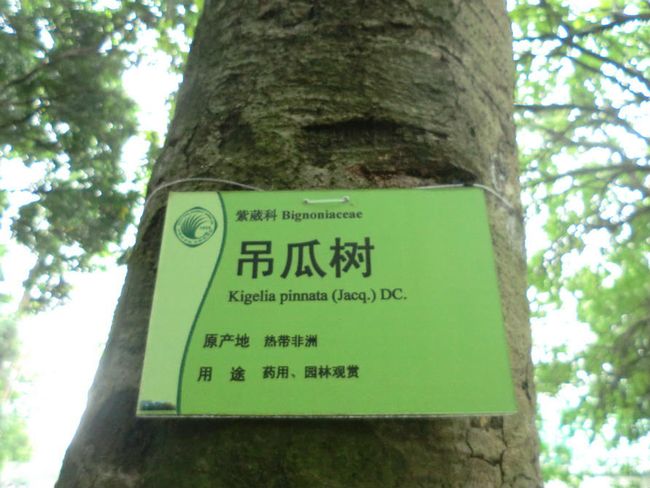 紫葳科 Bignoniaceae
吊瓜树
Kigelia pinnata (Jacq.) DC.
原产地 热带非洲
用途 药用、园林观赏